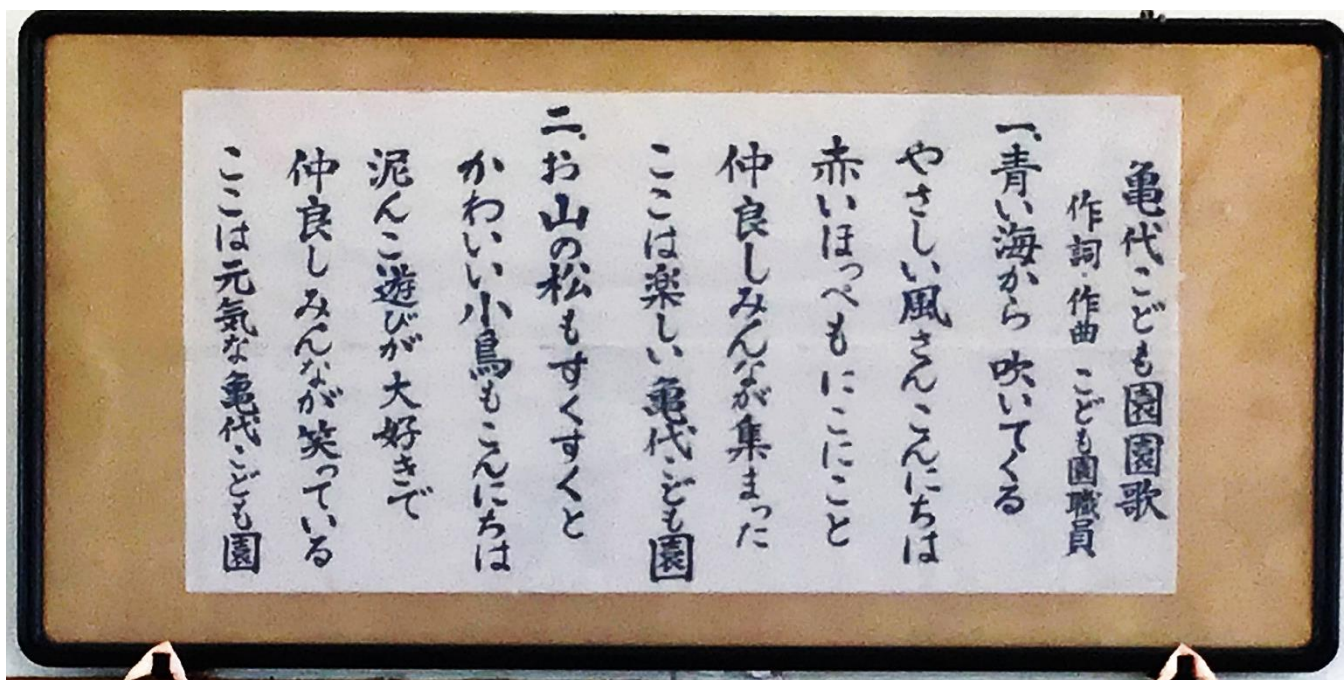 亀代こども園園歌
作詞・作曲 こども園職員
一、青い海から 吹いてくる
やさしい風さんこんにちは
赤いほっぺもにこにこと
仲良しみんなが集まった
ここは楽しい亀代こども園
二、お山の松もすくすくと
かわいい小鳥もこんにちは
泥んこ遊びが大好きで
仲良しみんなが笑っている
ここは元気な亀代こども園